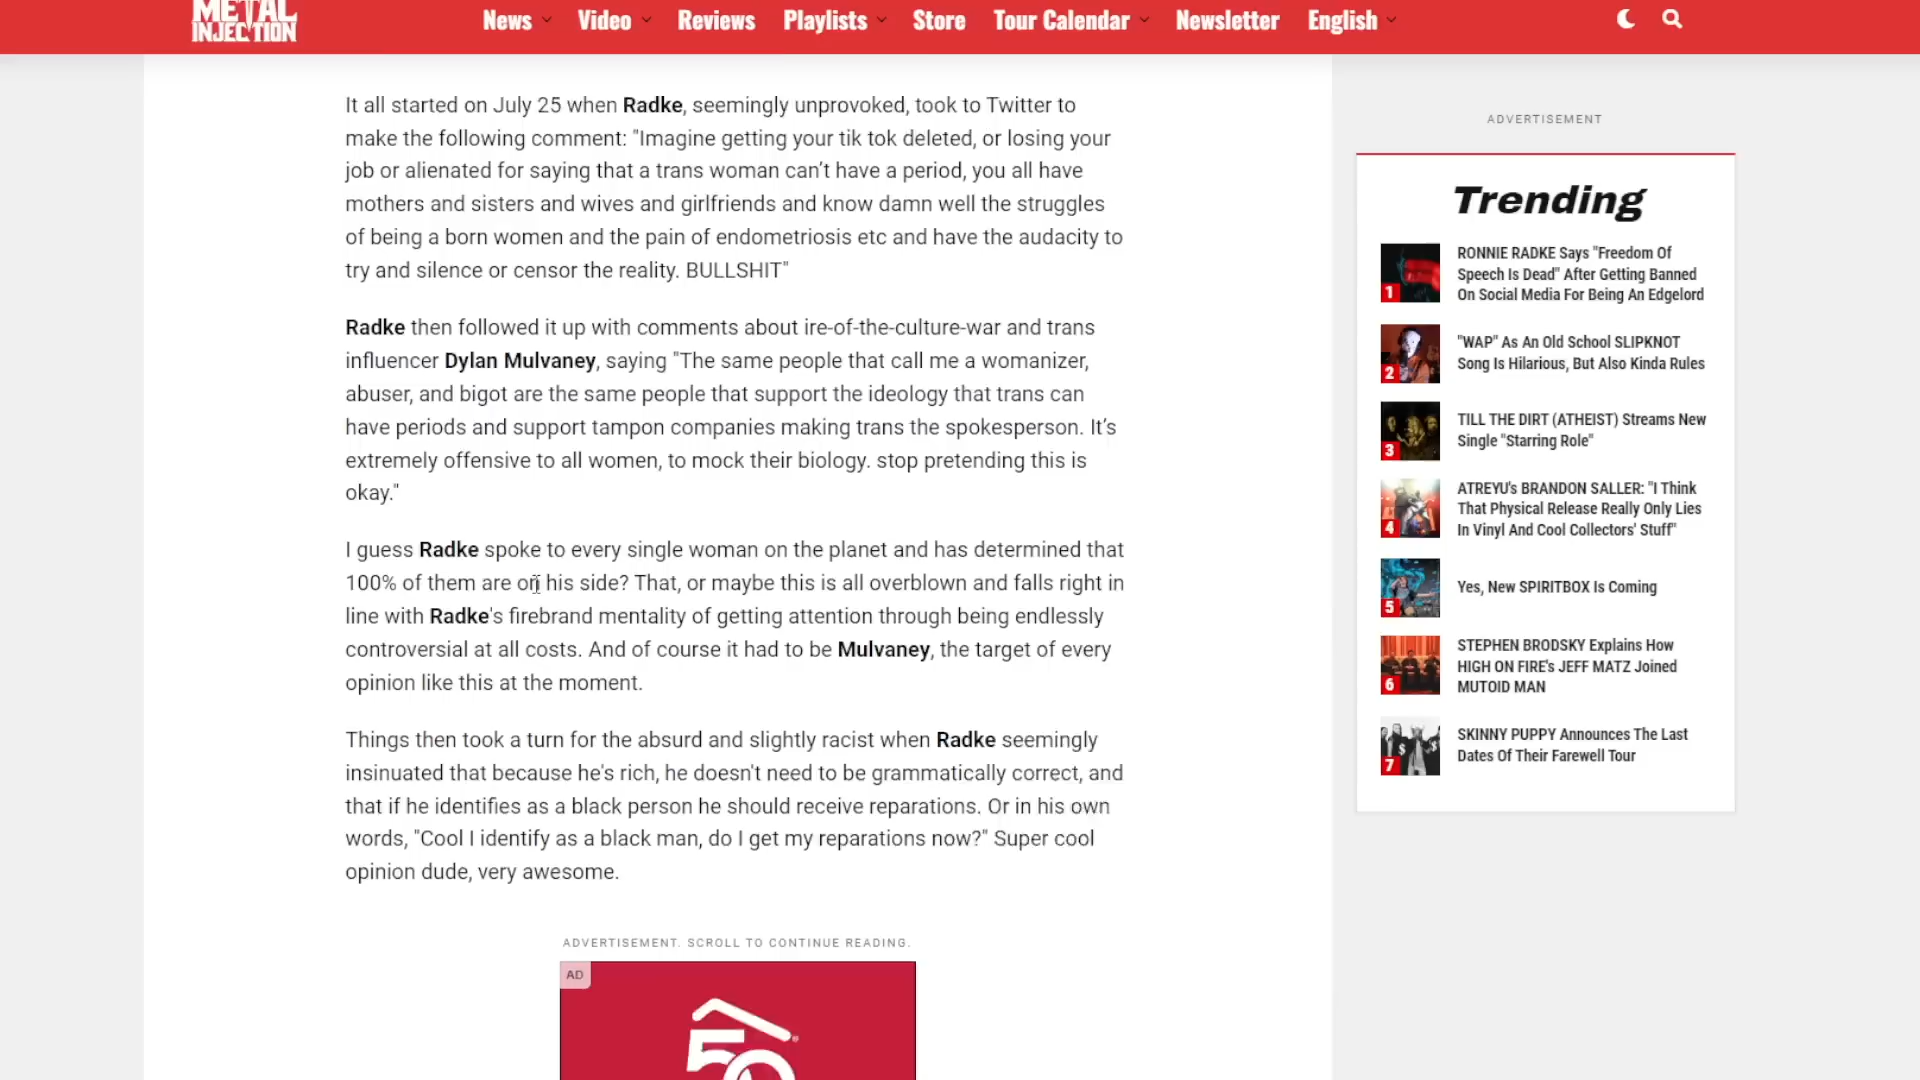 METAL
INJECTION
News
Video
Reviews
Playlists
Store
Tour Calendar
Newsletter
English
It all started on July 25 when Radke, seemingly unprovoked, took to Twitter to
make the following comment: "Imagine getting your tik tok deleted, or losing your
job or alienated for saying that a trans woman can’t have a period, you all have
mothers and sisters and wives and girlfriends and know damn well the struggles
of being a born women and the pain of endometriosis etc and have the audacity to
try and silence or censor the reality. BULLSHIT"
Radke then followed it up with comments about ire-of-the-culture-war and trans
influencer Dylan Mulvaney, saying "The same people that call me a womanizer,
abuser, and bigot are the same people that support the ideology that trans can
have periods and support tampon companies making trans the spokesperson. It’s
extremely offensive to all women, to mock their biology. stop pretending this is
okay."
I guess Radke spoke to every single woman on the planet and has determined that
100% of them are on his side? That, or maybe this is all overblown and falls right in
line with Radke's firebrand mentality of getting attention through being endlessly
controversial at all costs. And of course it had to be Mulvaney, the target of every
opinion like this at the moment.
Things then took a turn for the absurd and slightly racist when Radke seemingly
insinuated that because he's rich, he doesn't need to be grammatically correct, and
that if he identifies as a black person he should receive reparations. Or in his own
words, "Cool I identify as a black man, do I get my reparations now?" Super cool
opinion dude, very awesome.
ADVERTISEMENT. SCROLL TO CONTINUE READING.
AD
50
ADVERTISEMENT
Trending
1
RONNIE RADKE Says "Freedom Of
Speech Is Dead" After Getting Banned
On Social Media For Being An Edgelord
2
"WAP" As An Old School SLIPKNOT
Song Is Hilarious, But Also Kinda Rules
3
TILL THE DIRT (ATHEIST) Streams New
Single "Starring Role"
4
ATREYU's BRANDON SALLER: "I Think
That Physical Release Really Only Lies
In Vinyl And Cool Collectors' Stuff"
5
Yes, New SPIRITBOX Is Coming
6
STEPHEN BRODSKY Explains How
HIGH ON FIRE's JEFF MATZ Joined
MUTOID MAN
7
SKINNY PUPPY Announces The Last
Dates Of Their Farewell Tour